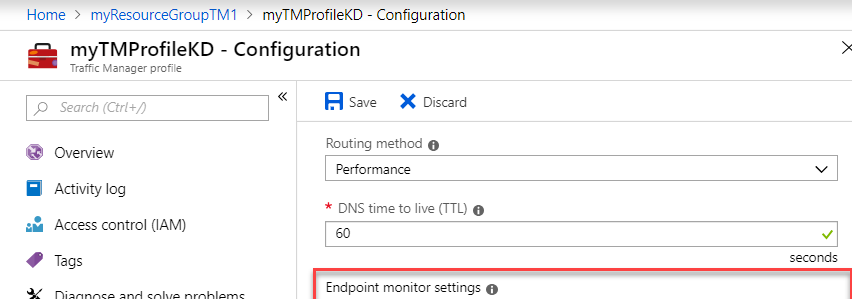 Home > myResourceGroupTM1 > myTMProfileKD - Configuration
myTMProfileKD - Configuration
Traffic Manager profile
Search (Ctrl+/)
«
Overview
Activity log
Access control (IAM)
Tags
Diagnose and solve problems
Save Discard
Routing method
Performance
* DNS time to live (TTL)
60
seconds
Endpoint monitor settings